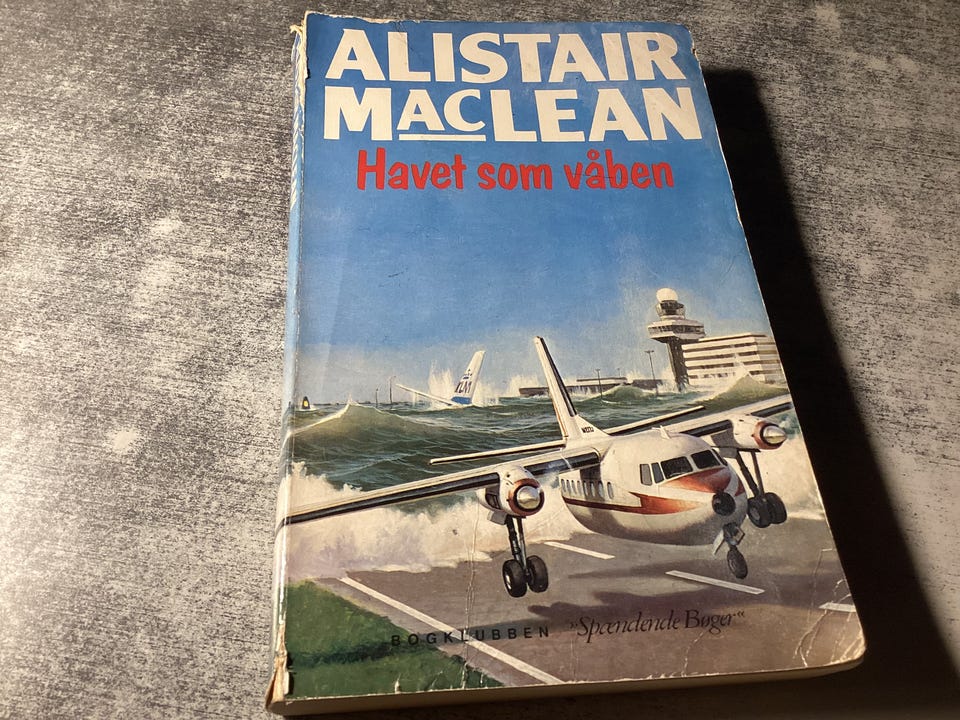 ALISTAIR
MACLEAN
Havet som våben
KLM
BOGKLUBBEN »Spændende Bøger«